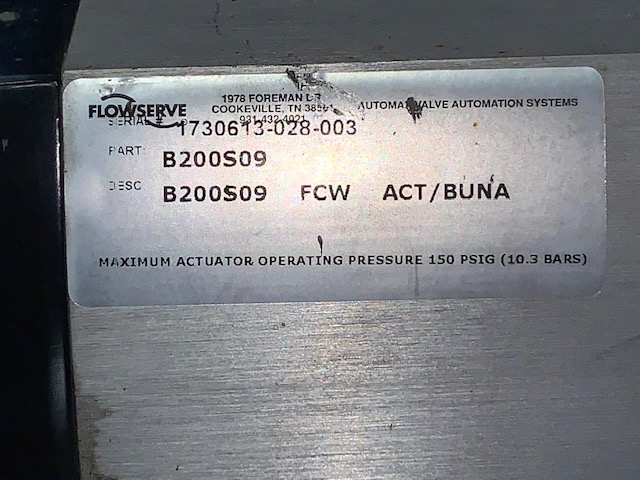 FLOWSERVE
1978 FOREMAN DR
COOKEVILLE, TN
931-432-4021
VALVE AUTOMATION SYSTEMS
SERIAL # 1730613-028-003
PART: B200S09
DESC B200S09 FCW ACT/BUNA
MAXIMUM ACTUATOR OPERATING PRESSURE 150 PSIG (10.3 BARS)